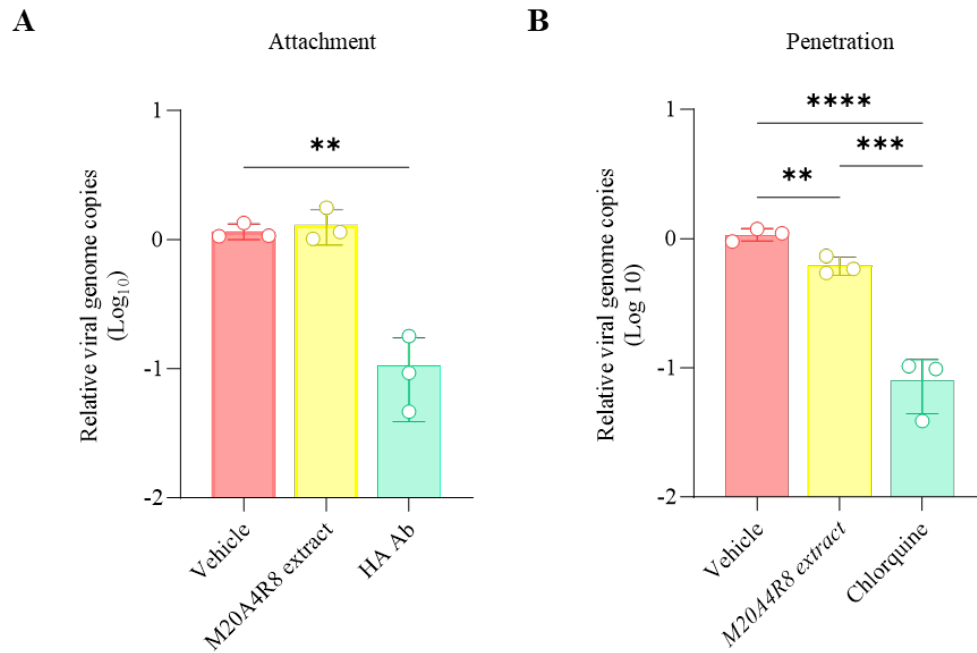 A
Attachment
1
0
-1
-2
Relative viral genome copies
(Log10)
**
Vehicle
M20A4R8 extract
HA Ab
B
Penetration
1
0
-1
-2
Relative viral genome copies
(Log 10)
****
***
**
Vehicle
M20A4R8 extract
Chlorquine